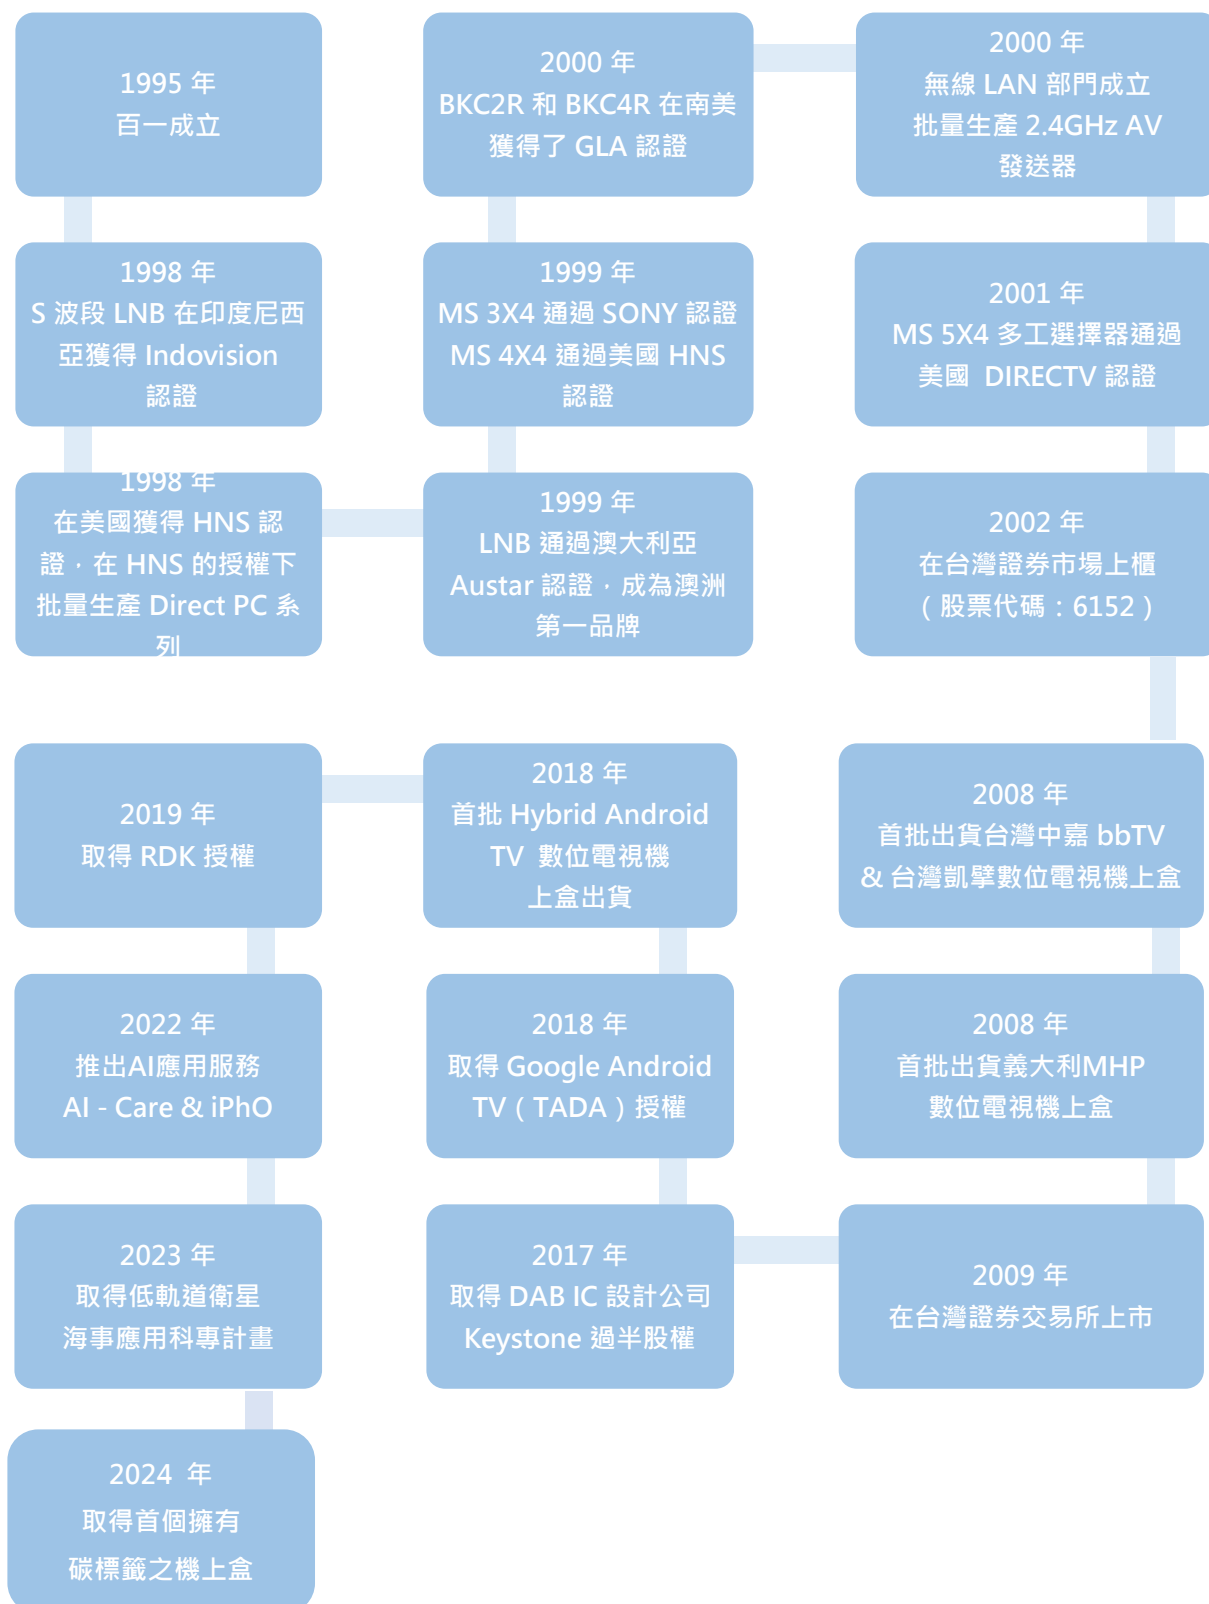 1995 年
百一成立
1998 年
S 波段 LNB 在印度尼西
亞獲得 Indovision
認證
1998 年
在美國獲得 HNS 認
證，在 HNS 的授權下
批量生產 Direct PC 系
列
1999 年
LNB 通過澳大利亞
Austar 認證，成為澳洲
第一品牌
1999 年
MS 3X4 通過 SONY 認證
MS 4X4 通過美國 HNS
認證
2000 年
BKC2R 和 BKC4R 在南美
獲得了 GLA 認證
2000 年
無線 LAN 部門成立
批量生產 2.4GHz AV
發送器
2001 年
MS 5X4 多工選擇器通過
美國 DIRECTV 認證
2002 年
在台灣證券市場上櫃
（股票代碼：6152）
2008 年
首批出貨台灣中嘉 bbTV
& 台灣凱擘數位電視機上盒
2008 年
首批出貨義大利MHP
數位電視機上盒
2009 年
在台灣證券交易所上市
2017 年
取得 DAB IC 設計公司
Keystone 過半股權
2018 年
取得 Google Android
TV（TADA）授權
2018 年
首批 Hybrid Android
TV 數位電視機
上盒出貨
2019 年
取得 RDK 授權
2022 年
推出AI應用服務
AI - Care & iPhO
2023 年
取得低軌道衛星
海事應用科專計畫
2024 年
取得首個擁有
碳標籤之機上盒